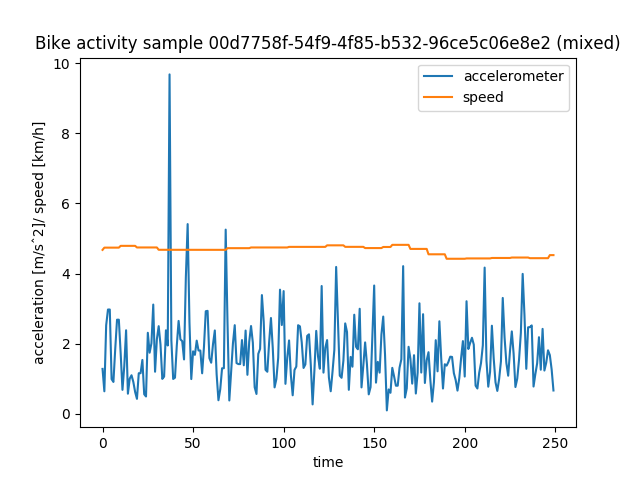 Bike activity sample 00d7758f-54f9-4f85-b532-96ce5c06e8e2 (mixed)
accelerometer
speed
acceleration [m/s^2]/ speed [km/h]
10
8
6
4
2
0
0 50 100 150 200 250
time